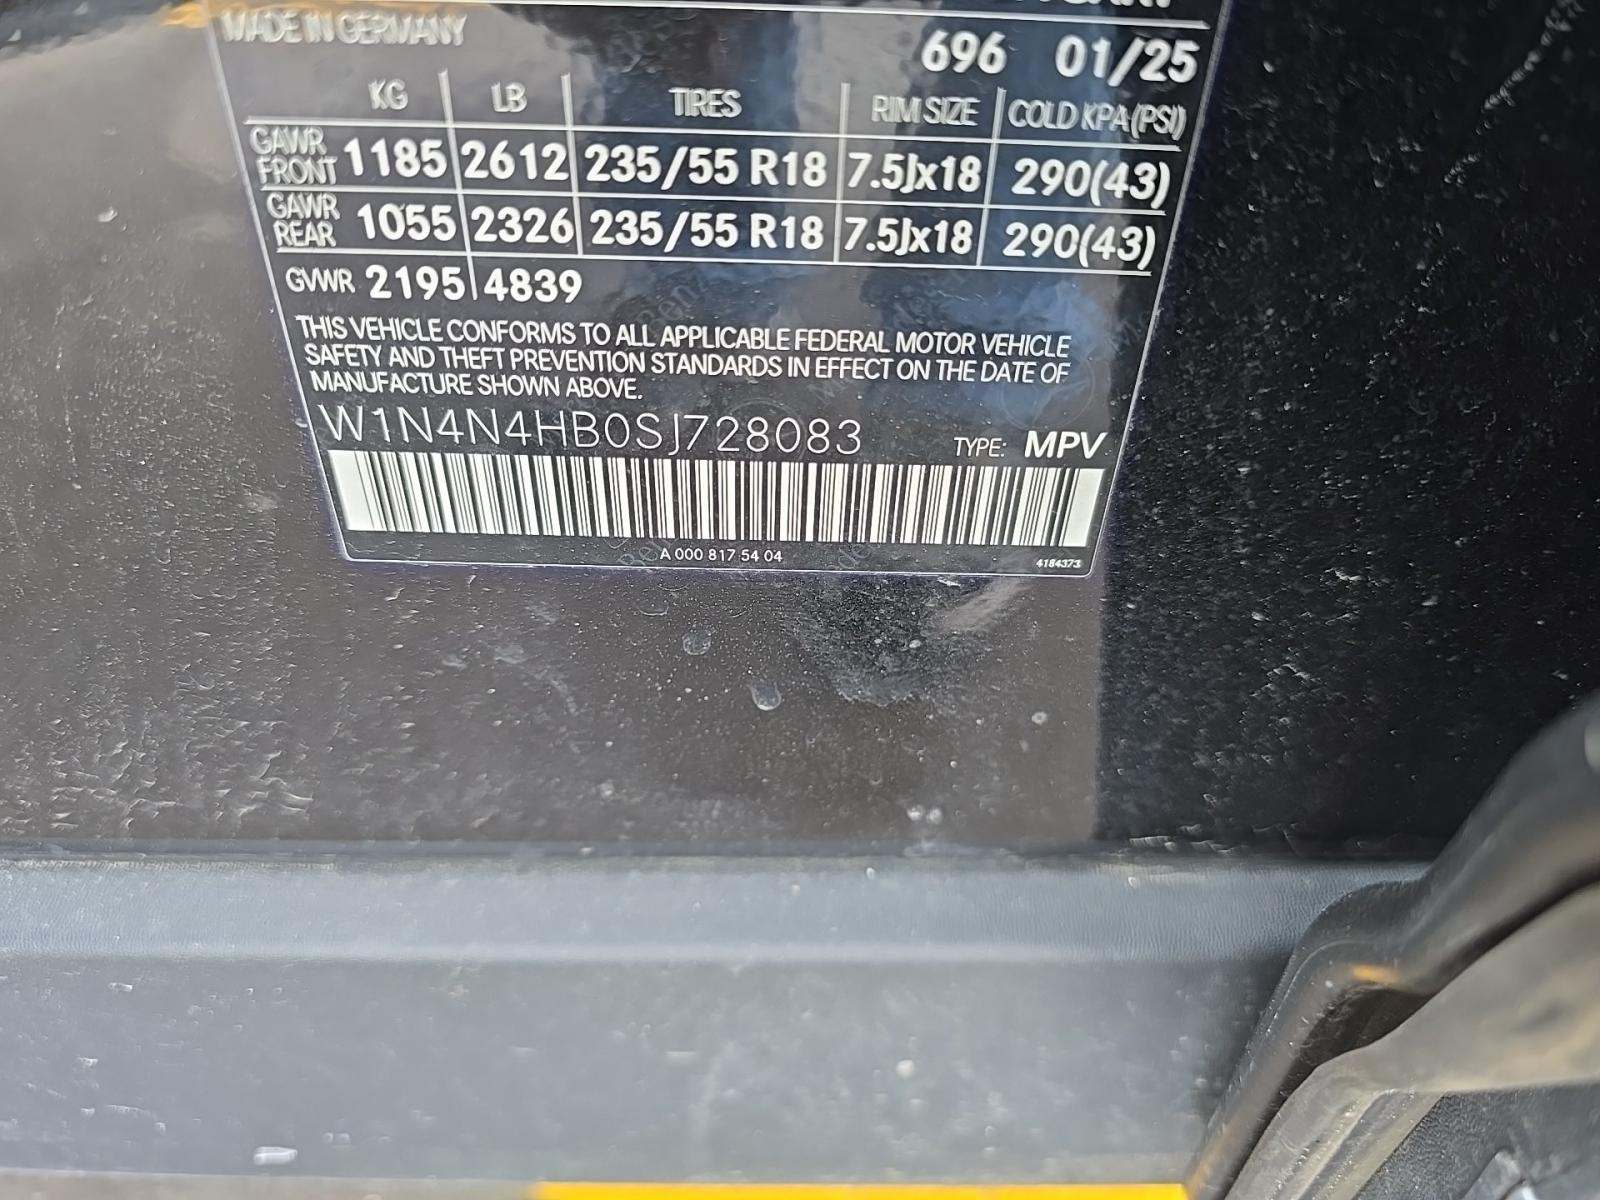 MADE IN GERMANY
696 01/25
KG LB TIRES RIM SIZE COLD KPA(PSI)
GAWR FRONT 1185 2612 235/55 R18 7.5Jx18 290(43)
GAWR REAR 1055 2326 235/55 R18 7.5Jx18 290(43)
GVWR 2195 4839
THIS VEHICLE CONFORMS TO ALL APPLICABLE FEDERAL MOTOR VEHICLE
SAFETY AND THEFT PREVENTION STANDARDS IN EFFECT ON THE DATE OF
MANUFACTURE SHOWN ABOVE.
W1N4N4HB0SJ728083 TYPE: MPV
A 000 817 54 04 4184373